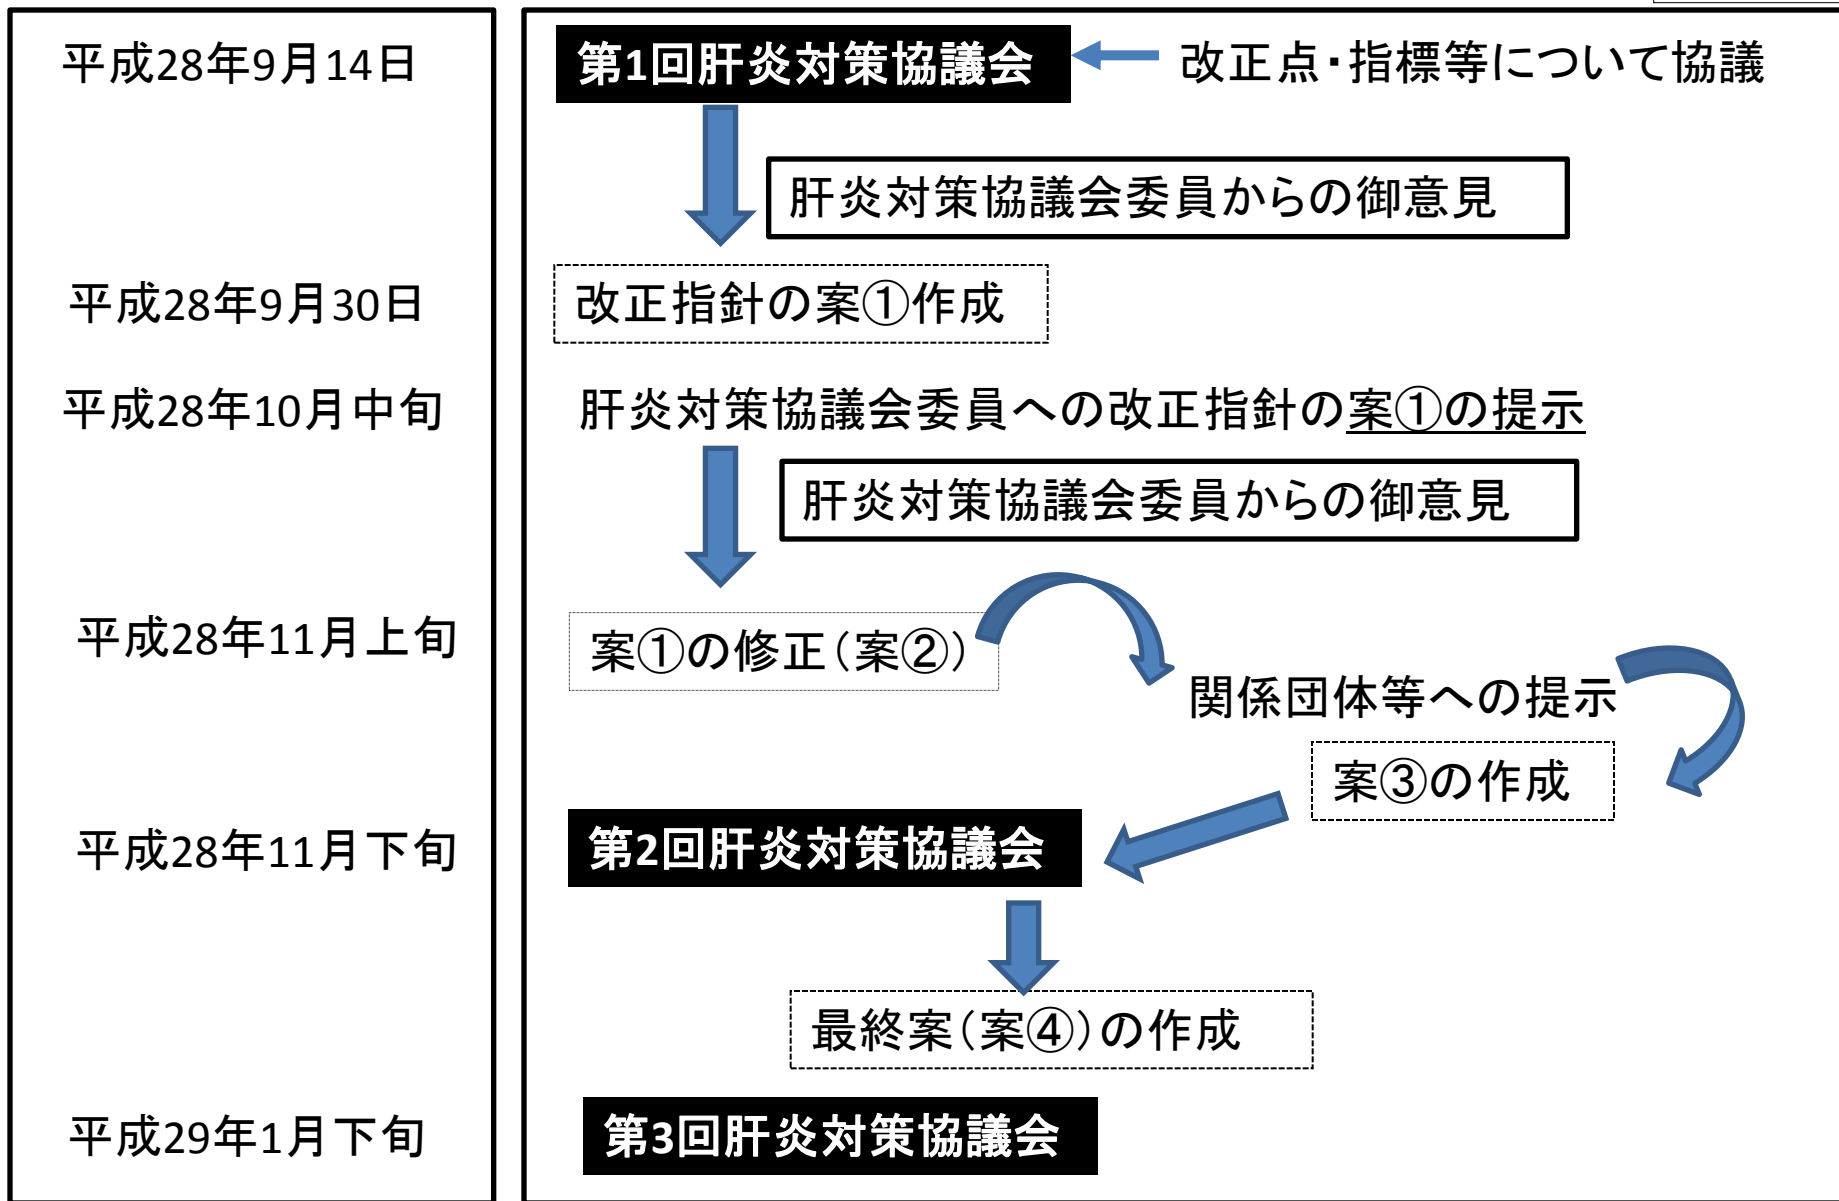 平成28年9月14日
第1回肝炎対策協議会
改正点・指標等について協議
肝炎対策協議会委員からの御意見
平成28年9月30日
改正指針の案①作成
平成28年10月中旬
肝炎対策協議会委員への改正指針の案①の提示
肝炎対策協議会委員からの御意見
平成28年11月上旬
案①の修正(案②)
関係団体等への提示
案③の作成
平成28年11月下旬
第2回肝炎対策協議会
最終案(案④)の作成
平成29年1月下旬
第3回肝炎対策協議会